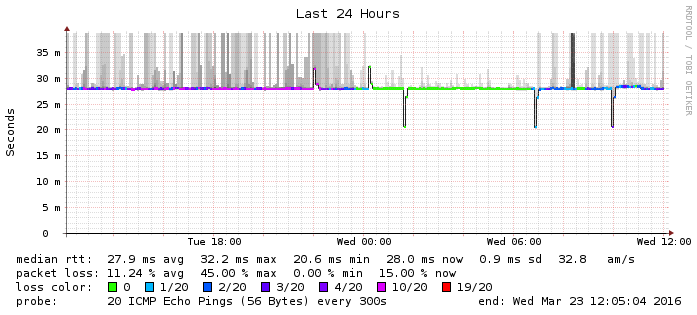 Last 24 Hours
RRDTOOL / TOBI OETIKER
Seconds
35 m
30 m
25 m
20 m
15 m
10 m
5 m
0
Tue 18:00 Wed 00:00 Wed 06:00 Wed 12:00
median rtt: 27.9 ms avg 32.2 ms max 20.6 ms min 28.0 ms now 0.9 ms sd 32.8 am/s
packet loss: 11.24 % avg 45.00 % max 0.00 % min 15.00 % now
loss color: 0 1/20 2/20 3/20 4/20 10/20 19/20
probe: 20 ICMP Echo Pings (56 Bytes) every 300s end: Wed Mar 23 12:05:04 2016